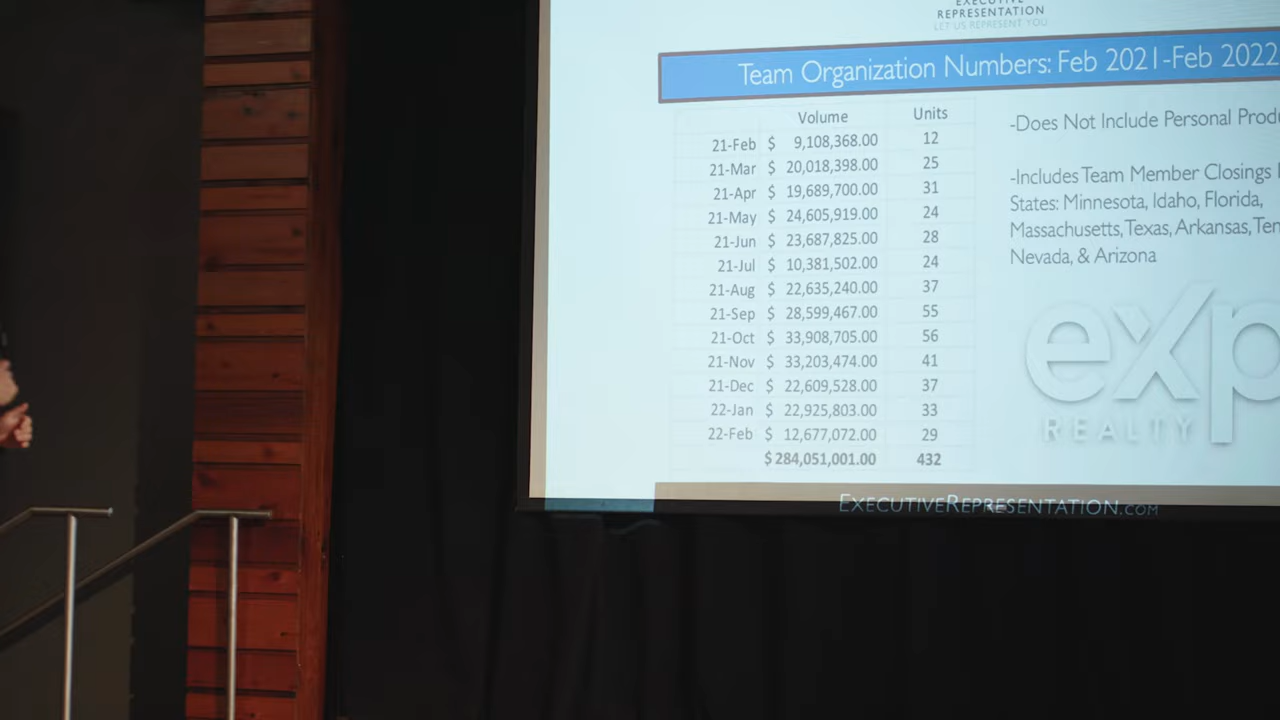 EXECUTIVE
REPRESENTATION
LET US REPRESENT YOU
Team Organization Numbers: Feb 2021-Feb 2022
Volume Units
21-Feb $ 9,108,368.00 12
21-Mar $ 20,018,398.00 25
21-Apr $ 19,689,700.00 31
21-May $ 24,605,919.00 24
21-Jun $ 23,687,825.00 28
21-Jul $ 10,381,502.00 24
21-Aug $ 22,635,240.00 37
21-Sep $ 28,599,467.00 55
21-Oct $ 33,908,705.00 56
21-Nov $ 33,203,474.00 41
21-Dec $ 22,609,528.00 37
22-Jan $ 22,925,803.00 33
22-Feb $ 12,677,072.00 29
$ 284,051,001.00 432
-Does Not Include Personal
-Includes Team Member Closings
States: Minnesota, Idaho, Florida,
Massachusetts, Texas, Arkansas,
Nevada, & Arizona
exp
REALTY
EXECUTIVEREPRESENTATION.COM